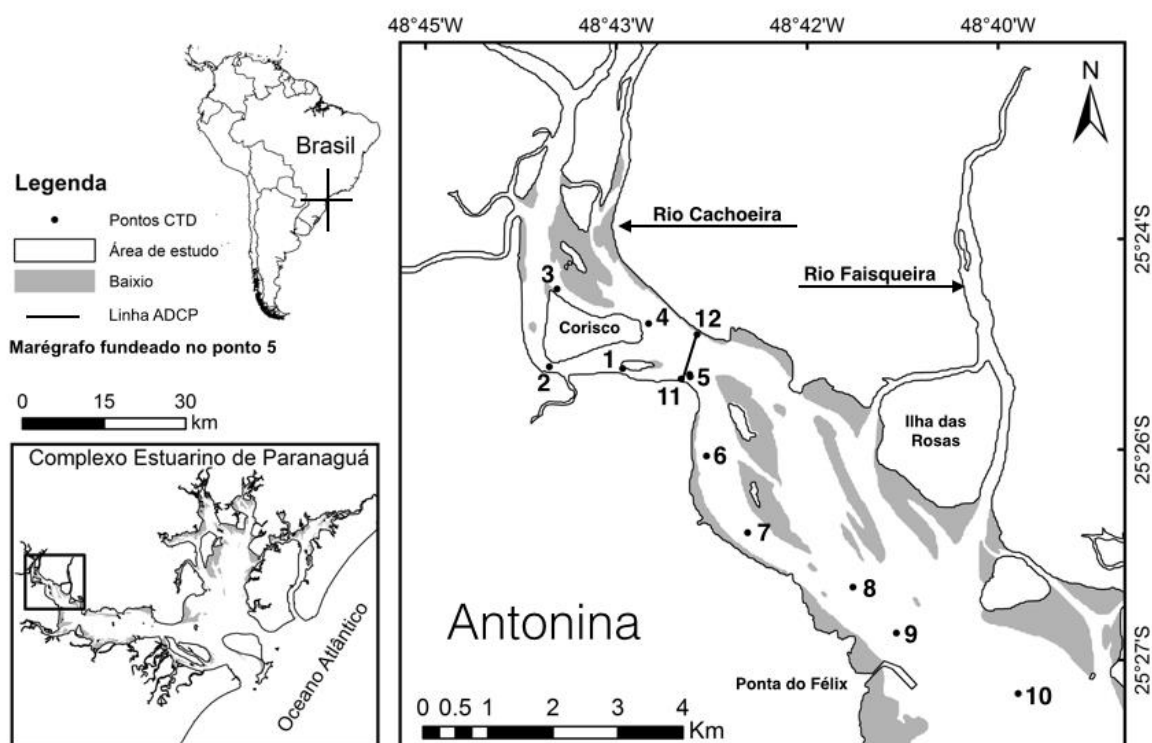 48°45'W 48°43'W 48°42'W 48°40'W
N
Brasil
Legenda
Pontos CTD
Área de estudo
Baixio
Linha ADCP
Marégrafo fundeado no ponto 5
0 15 30
km
Complexo Estuarino de Paranaguá
Oceano Atlântico
Rio Cachoeira
25°24'S
Rio Faisqueira
3
4
12
Corisco
1
2
5
11
Ilha das
Rosas
6
25°26'S
7
8
Antonina
9
25°27'S
Ponta do Félix
10
0 0.5 1 2 3 4
Km